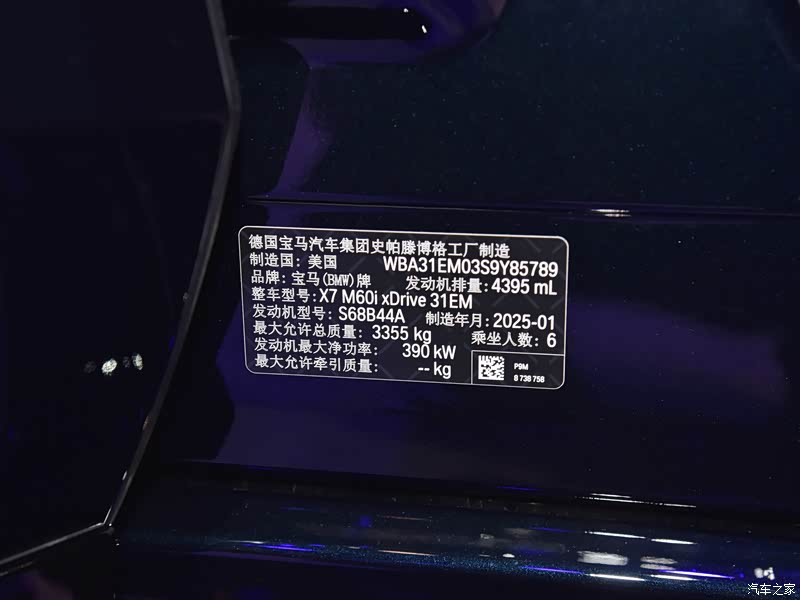 德国宝马汽车集团史帕滕博格工厂制造
制造国：美国 WBA31EM03S9Y85789
品牌：宝马(BMW)牌 发动机排量：4395 mL
整车型号：X7 M60i xDrive 31EM
发动机型号：S68B44A 制造年月：2025-01
最大允许总质量：3355 kg 乘坐人数：6
发动机最大净功率：390 kW
最大允许牵引质量：-- kg
P9M
8 738 758
汽车之家